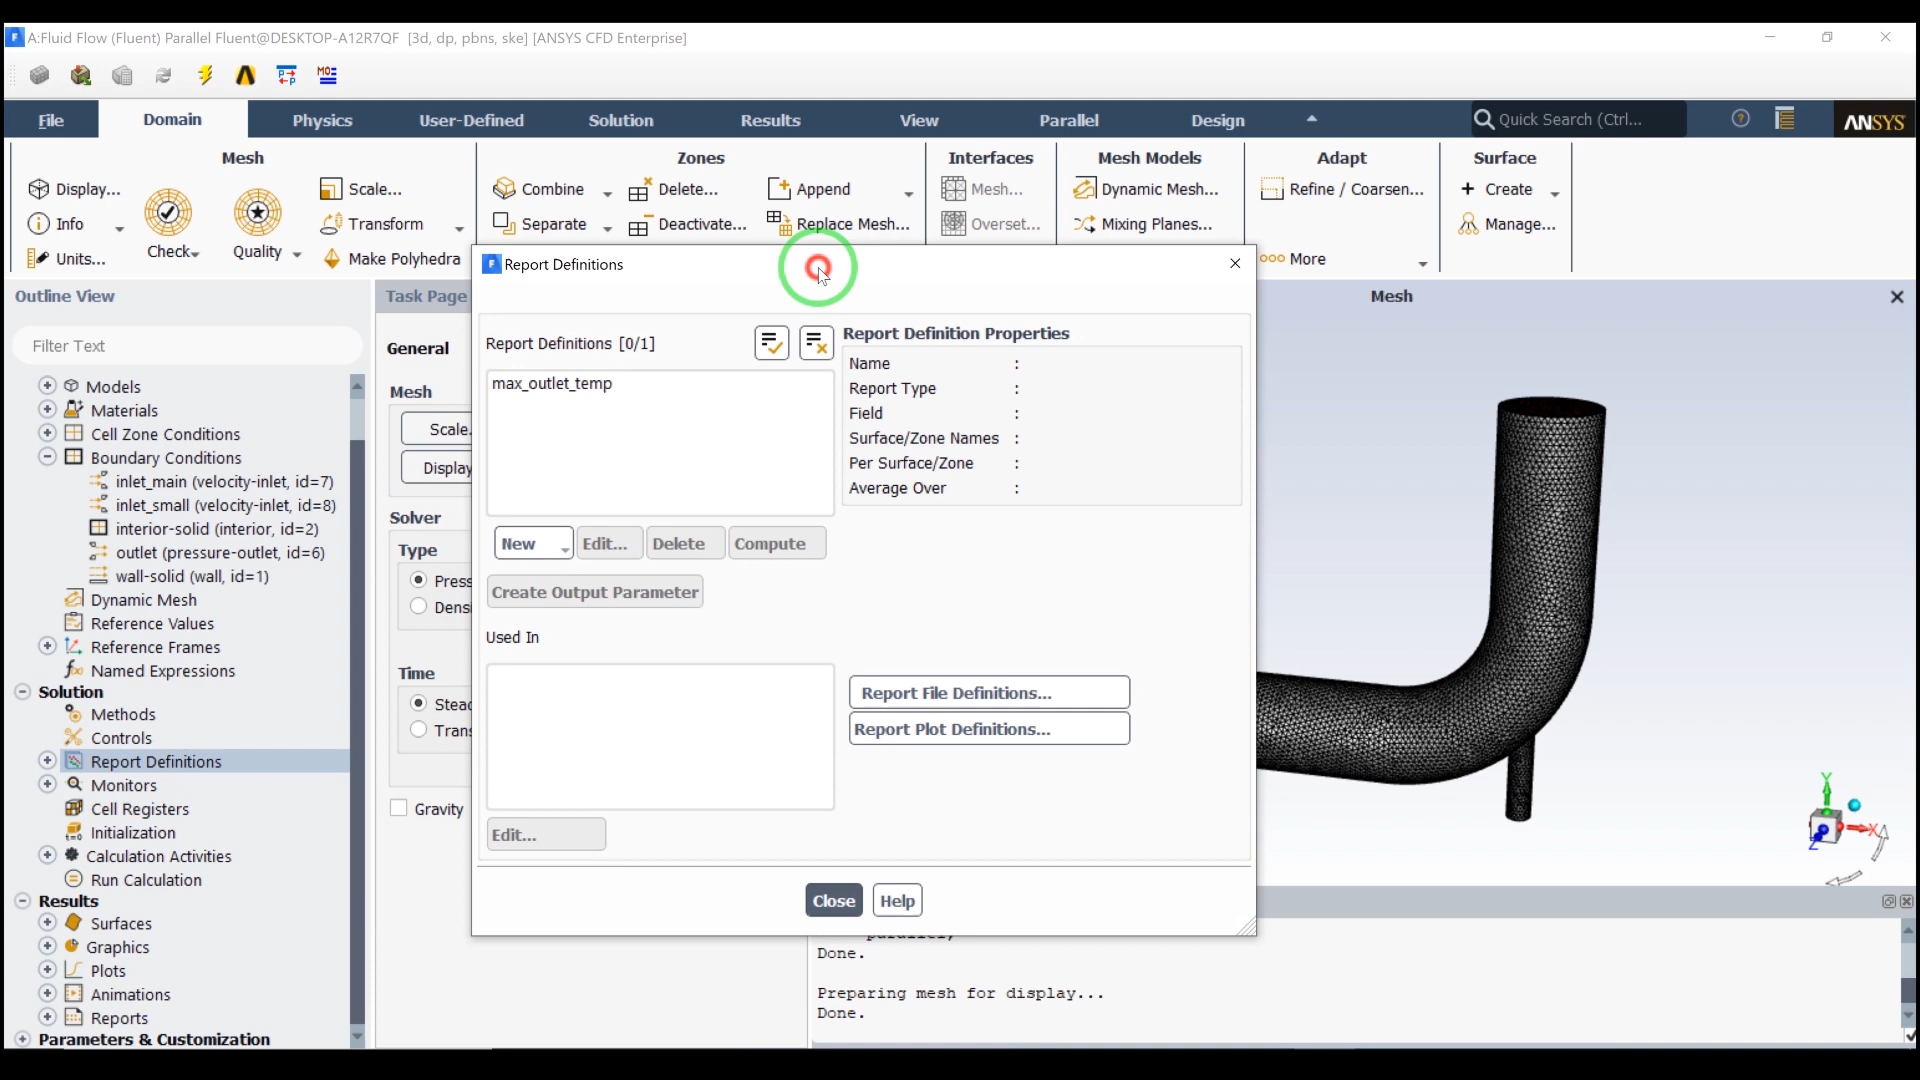 A:Fluid Flow (Fluent) Parallel Fluent@DESKTOP-A12R7QF [3d, dp, pbns, ske] [ANSYS CFD Enterprise]
File
Domain
Physics
User-Defined
Solution
Results
View
Parallel
Design
Quick Search (Ctrl...
ANSYS
Mesh
Display...
Info
Units...
Check
Quality
Scale...
Transform
Make Polyhedra
Zones
Combine
Delete...
Append
Separate
Deactivate...
Replace Mesh...
Interfaces
Mesh...
Overset...
Mesh Models
Dynamic Mesh...
Mixing Planes...
Adapt
Refine / Coarsen...
More
Surface
Create
Manage...
Outline View
Filter Text
Models
Materials
Cell Zone Conditions
Boundary Conditions
inlet_main (velocity-inlet, id=7)
inlet_small (velocity-inlet, id=8)
interior-solid (interior, id=2)
outlet (pressure-outlet, id=6)
wall-solid (wall, id=1)
Dynamic Mesh
Reference Values
Reference Frames
Named Expressions
Solution
Methods
Controls
Report Definitions
Monitors
Cell Registers
Initialization
Calculation Activities
Run Calculation
Results
Surfaces
Graphics
Plots
Animations
Reports
Parameters & Customization
Task Page
General
Mesh
Scale.
Display
Solver
Type
Press
Densi
Time
Stead
Trans
Gravity
Report Definitions
Report Definitions [0/1]
max_outlet_temp
New
Edit...
Delete
Compute
Create Output Parameter
Used In
Edit...
Report Definition Properties
Name :
Report Type :
Field :
Surface/Zone Names :
Per Surface/Zone :
Average Over :
Report File Definitions...
Report Plot Definitions...
Close
Help
Mesh
Y
X
Z
Done.
Preparing mesh for display...
Done.